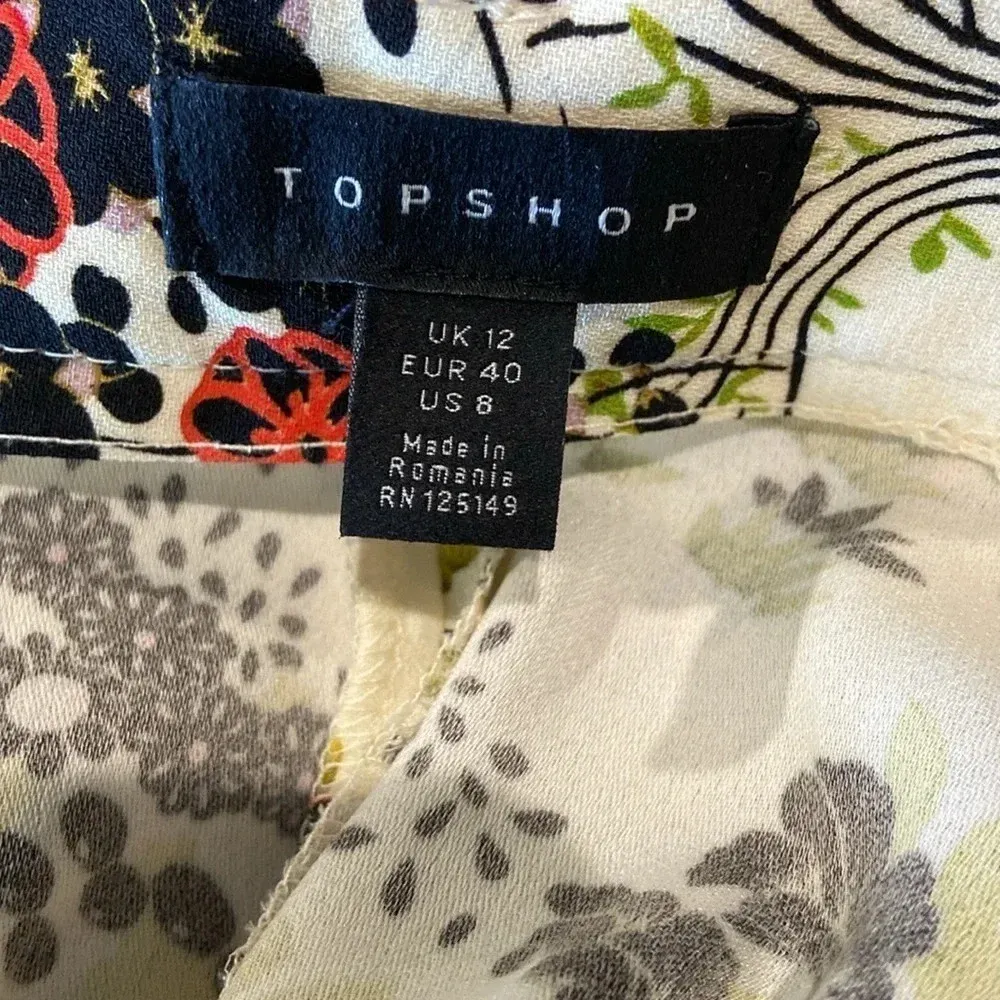 TOPSHOP
UK 12
EUR 40
US 8
Made in
Romania
RN 125149